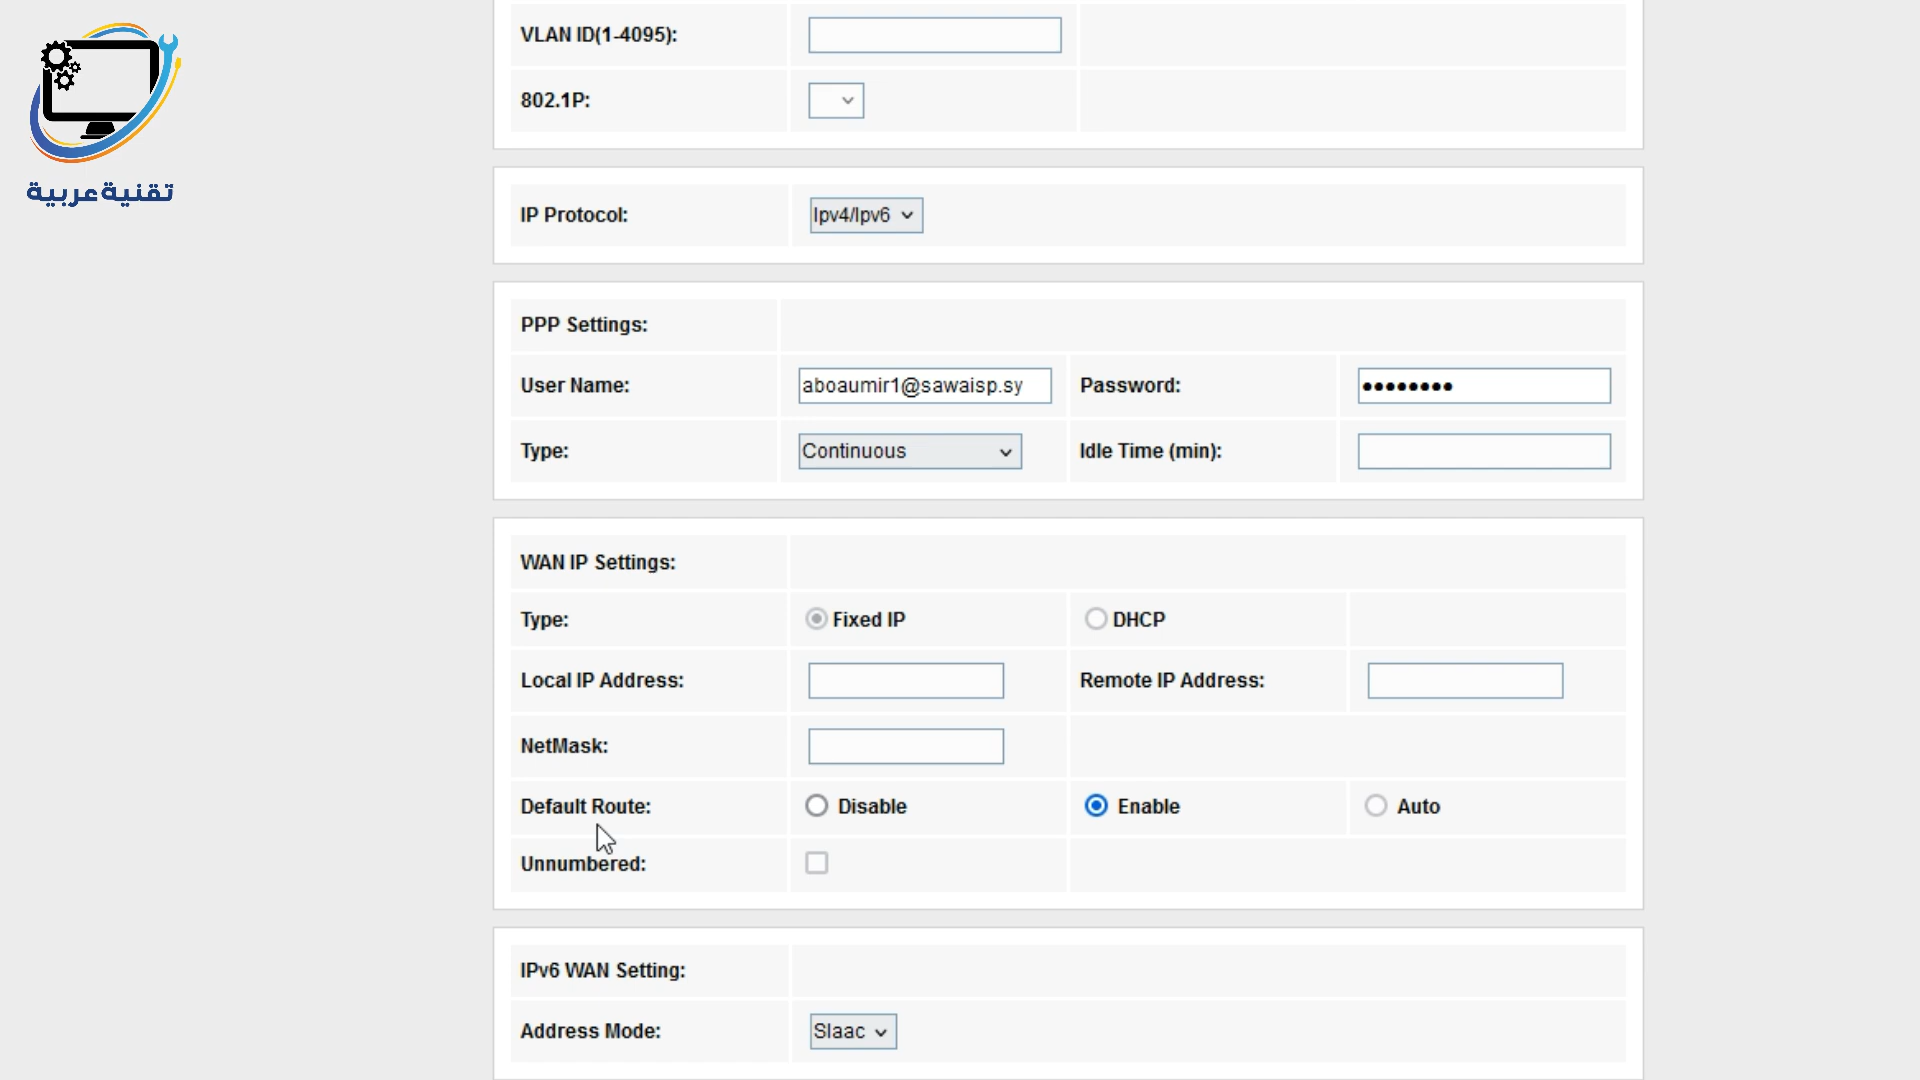 تقنية عربية
VLAN ID(1-4095):
802.1P:
IP Protocol: Ipv4/Ipv6
PPP Settings:
User Name: aboaumir1@sawaisp.sy Password: ••••••••
Type: Continuous Idle Time (min):
WAN IP Settings:
Type: Fixed IP DHCP
Local IP Address: Remote IP Address:
NetMask:
Default Route: Disable Enable Auto
Unnumbered:
IPv6 WAN Setting:
Address Mode: Slaac